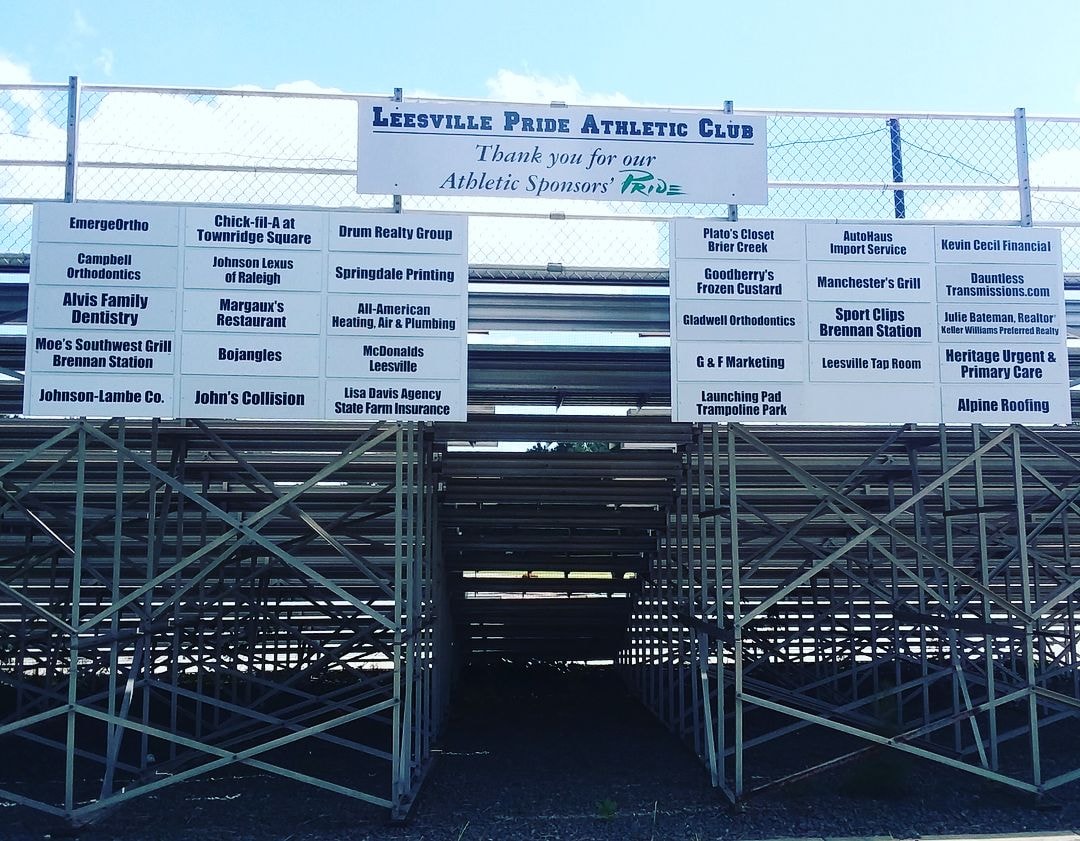 Leesville Pride Athletic Club
Thank you for our
Athletic Sponsors' PRIDE
EmergeOrtho
Chick-fil-A at
Townridge Square
Drum Realty Group
Campbell
Orthodontics
Johnson Lexus
of Raleigh
Springdale Printing
Alvis Family
Dentistry
Margaux's
Restaurant
All-American
Heating, Air & Plumbing
Moe's Southwest Grill
Brennan Station
Bojangles
McDonalds
Leesville
Johnson-Lambe Co.
John's Collision
Lisa Davis Agency
State Farm Insurance
Plato's Closet
Brier Creek
AutoHaus
Import Service
Kevin Cecil Financial
Goodberry's
Frozen Custard
Manchester's Grill
Dauntless
Transmissions.com
Gladwell Orthodontics
Sport Clips
Brennan Station
Julie Bateman, Realtor®
Keller Williams Preferred Realty
G & F Marketing
Leesville Tap Room
Heritage Urgent &
Primary Care
Launching Pad
Trampoline Park
Alpine Roofing